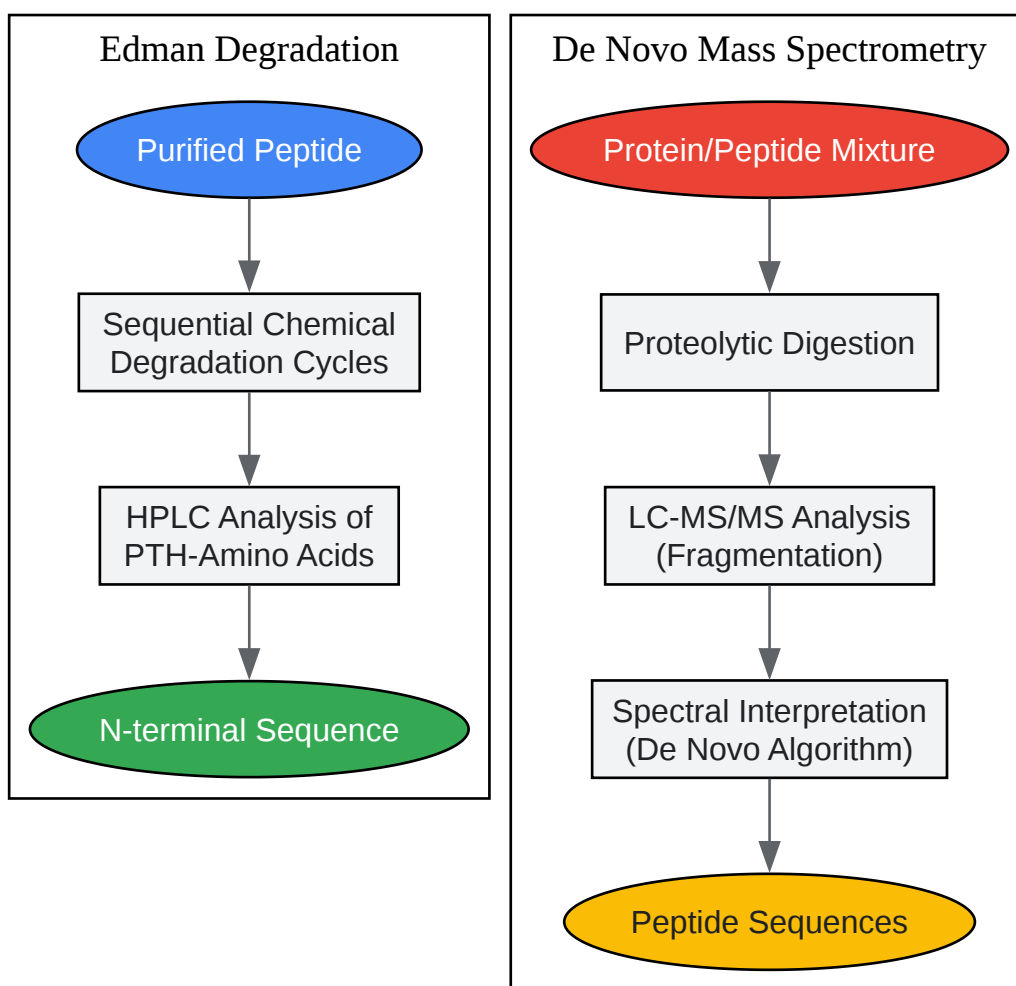 Edman Degradation
Purified Peptide
Sequential Chemical
Degradation Cycles
HPLC Analysis of
PTH-Amino Acids
N-terminal Sequence
De Novo Mass Spectrometry
Protein/Peptide Mixture
Proteolytic Digestion
LC-MS/MS Analysis
(Fragmentation)
Spectral Interpretation
(De Novo Algorithm)
Peptide Sequences